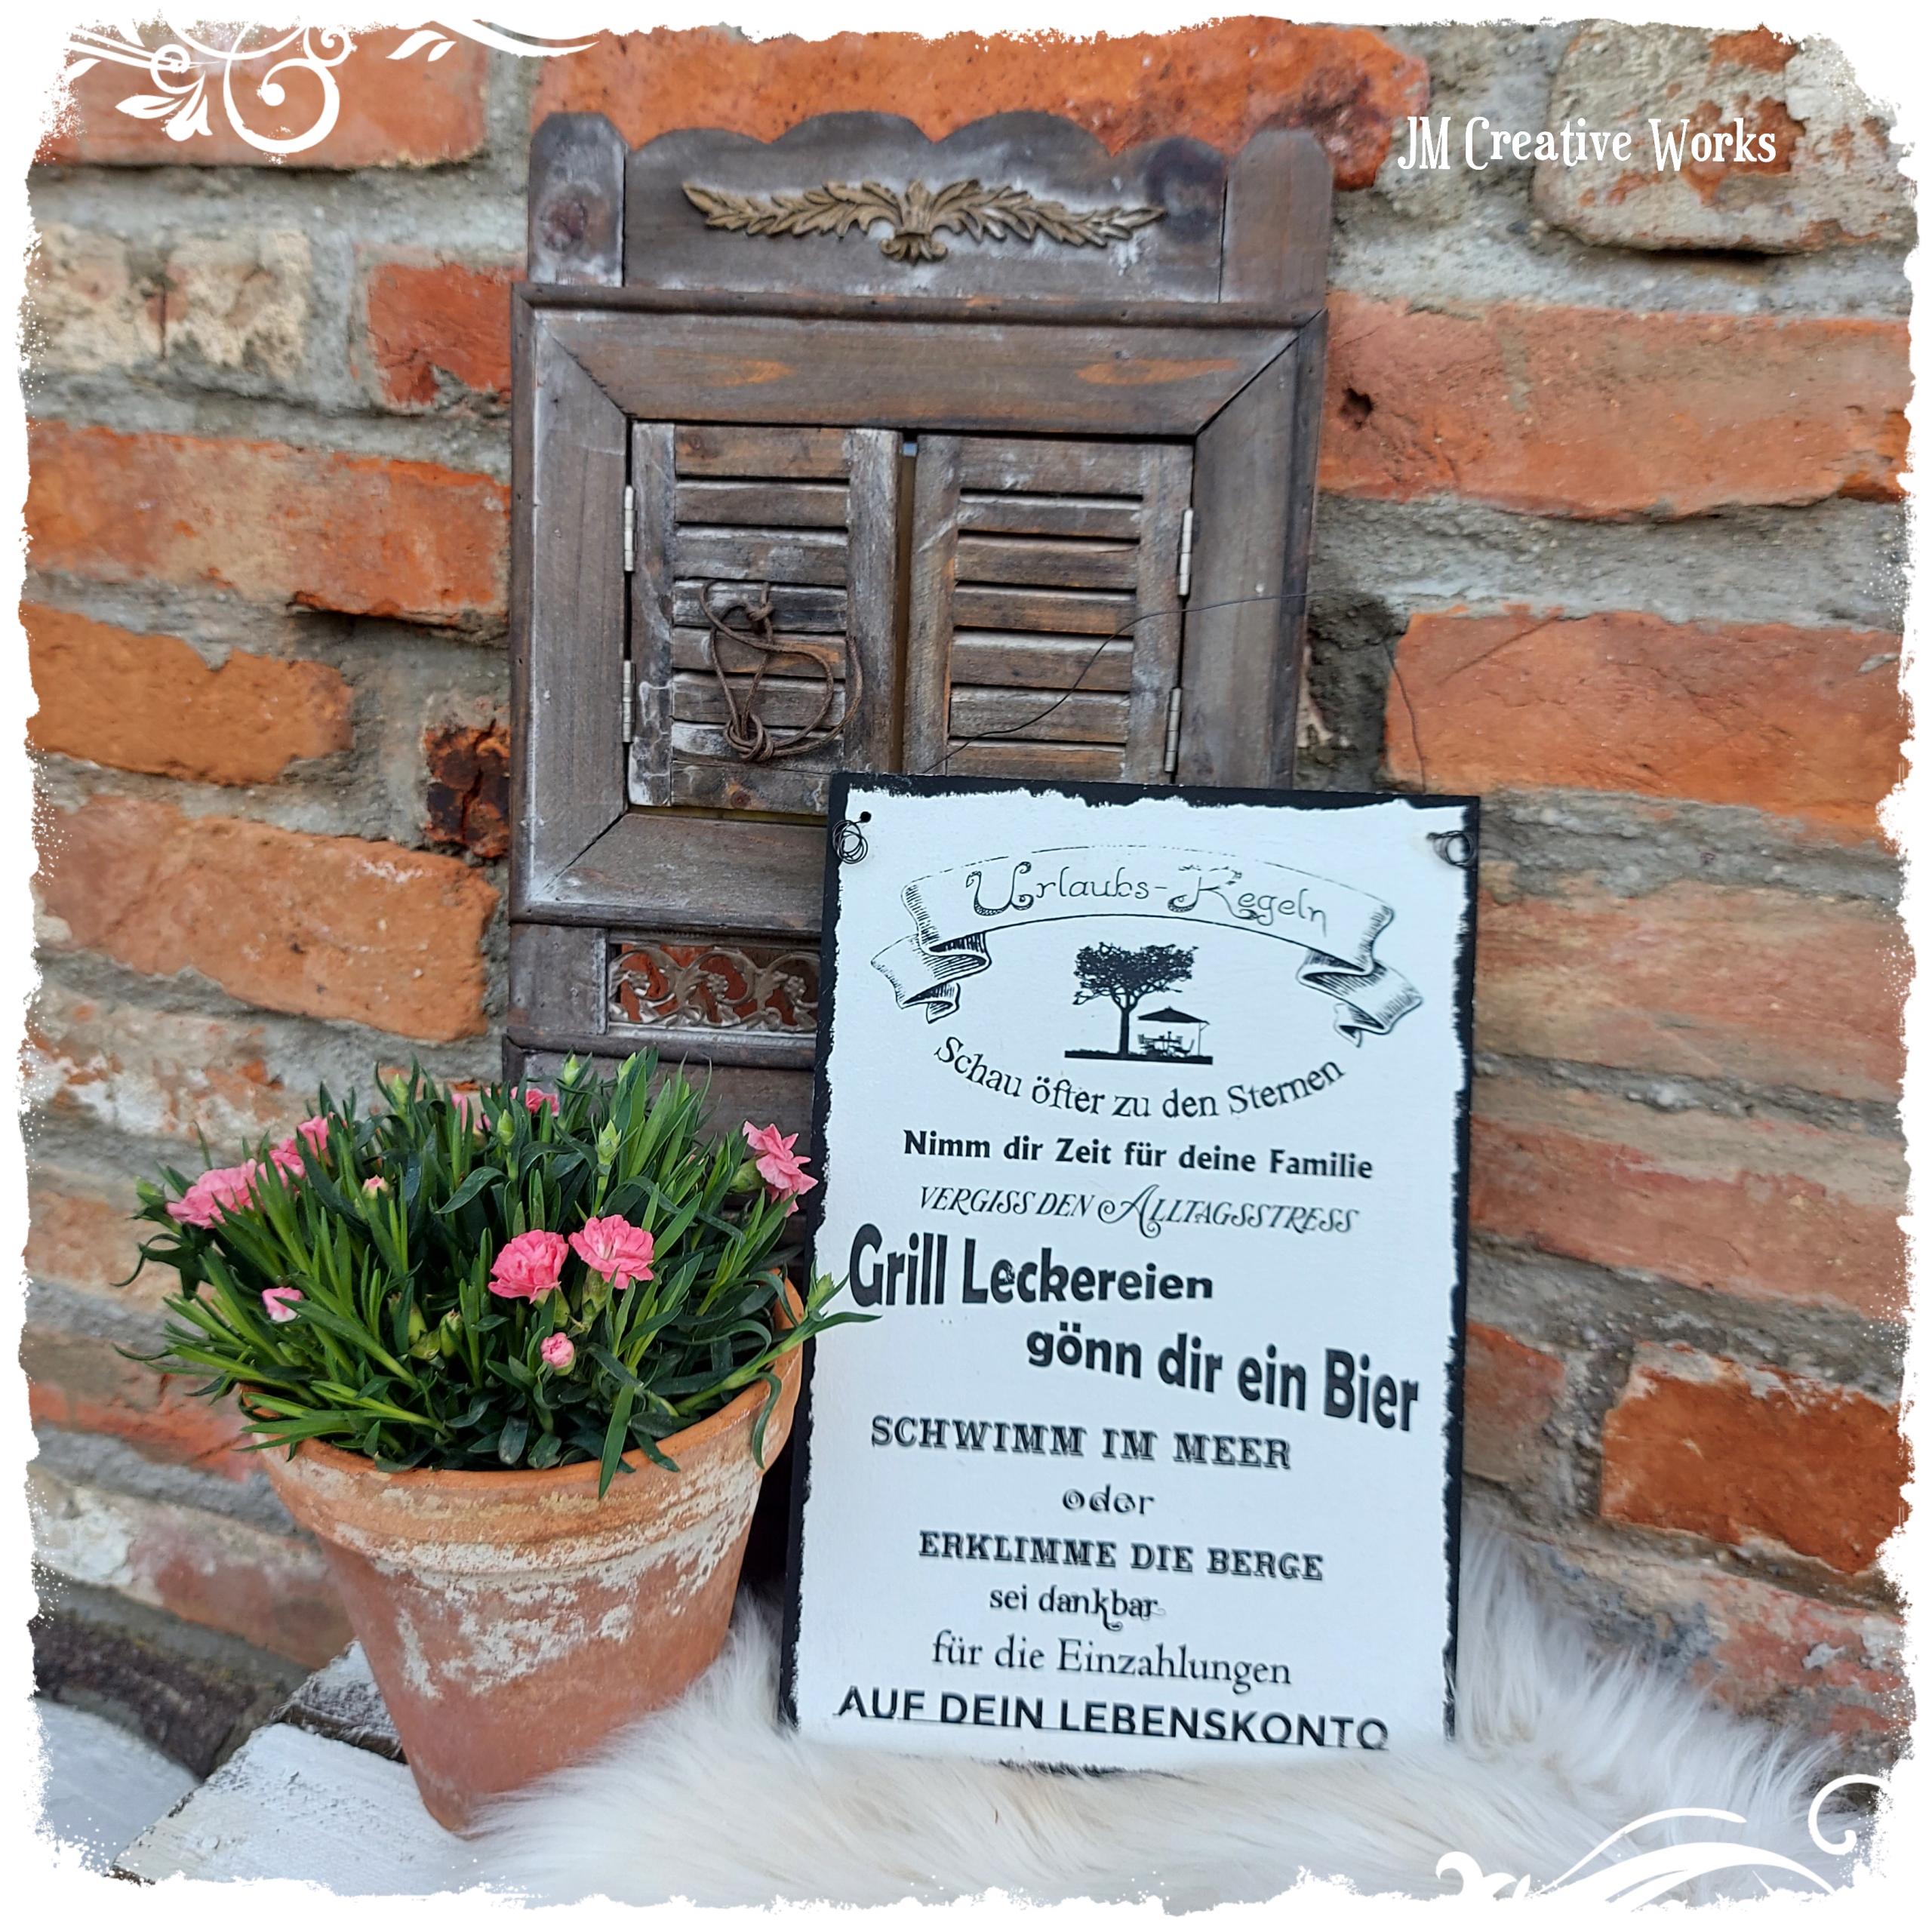 JM Creative Works
Urlaubs-Regeln
Schau öfter zu den Sternen
Nimm dir Zeit für deine Familie
VERGISS DEN ALLTAGSSTRESS
Grill Leckereien
gönn dir ein Bier
SCHWIMM IM MEER
oder
ERKLIMME DIE BERGE
sei dankbar
für die Einzahlungen
AUF DEIN LEBENSKONTO